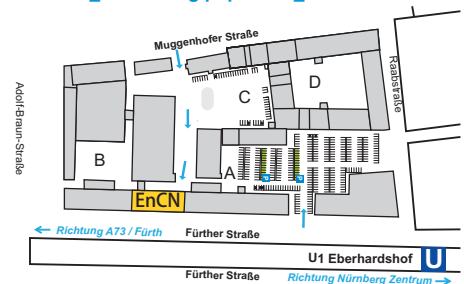 Muggenhofer Straße
Raabstraße
Adolf-Braun-Straße
D
C
B
A
EnCN
Richtung A73 / Fürth
Fürther Straße
U1 Eberhardshof
U
Fürther Straße
Richtung Nürnberg Zentrum